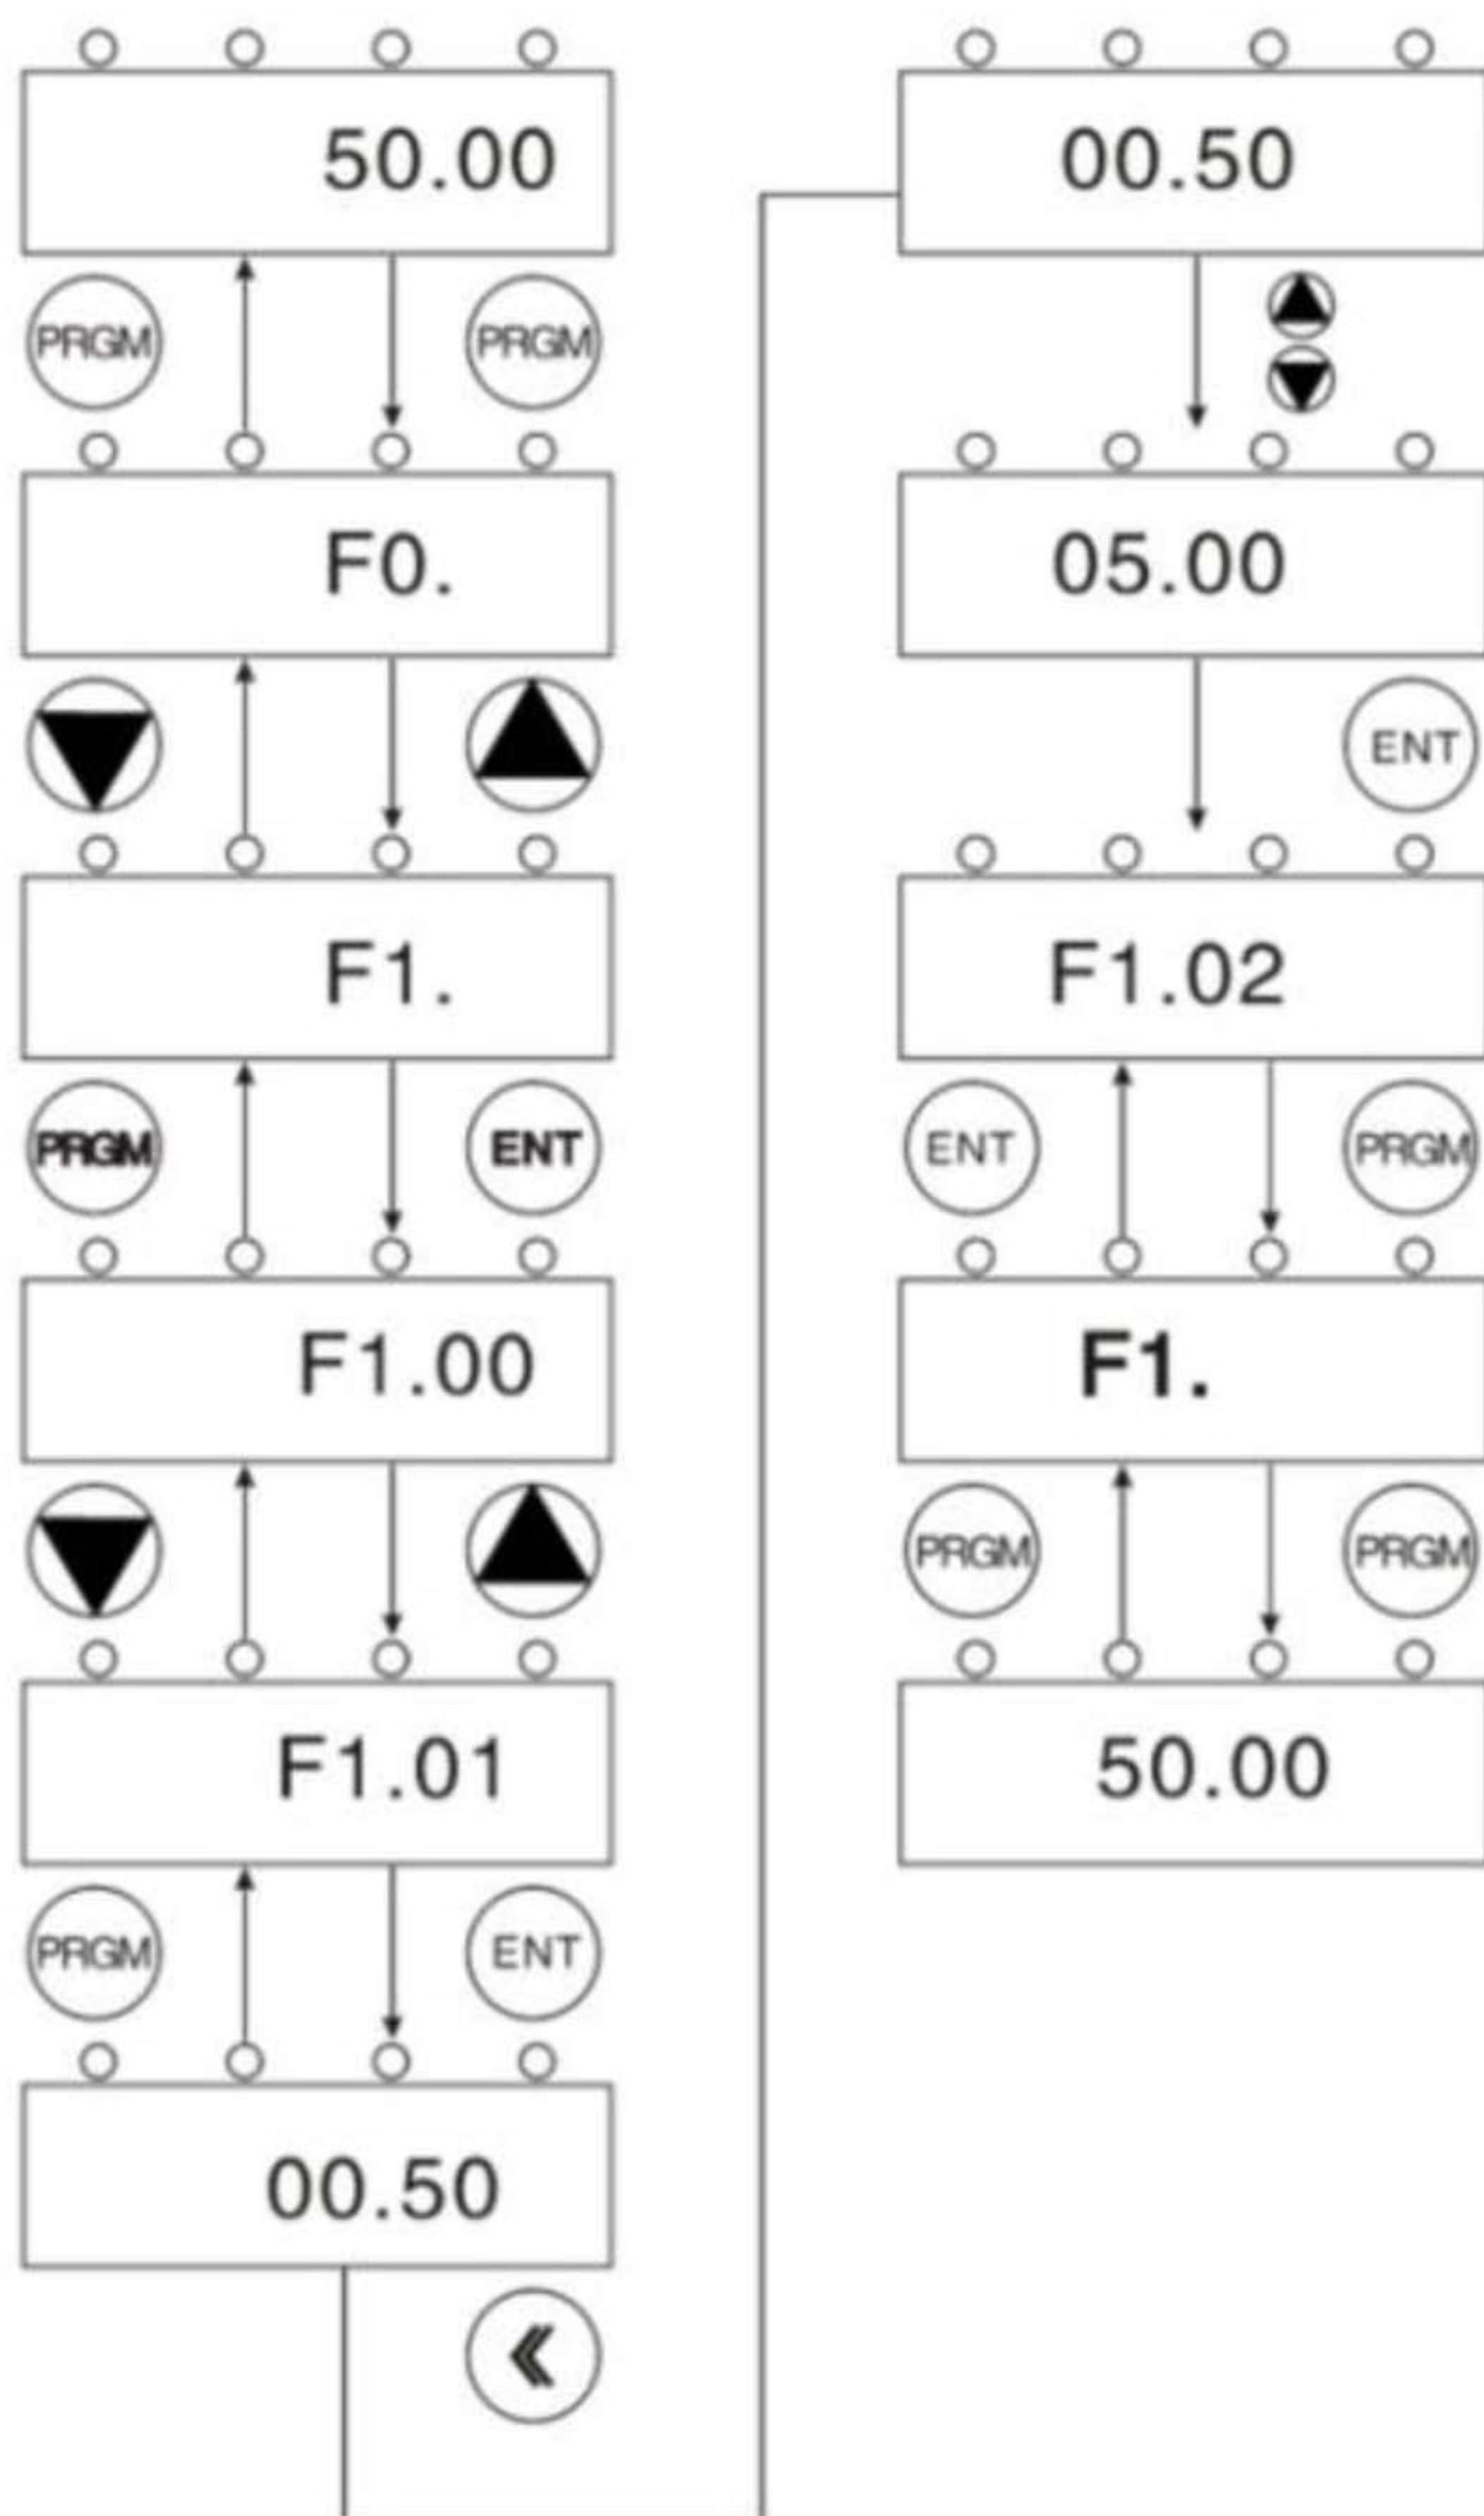 50.00
PRGM PRGM
F0.
F1.
PRGM ENT
F1.00
F1.01
PRGM ENT
00.50
00.50
05.00
ENT
F1.02
ENT PRGM
F1.
PRGM PRGM
50.00